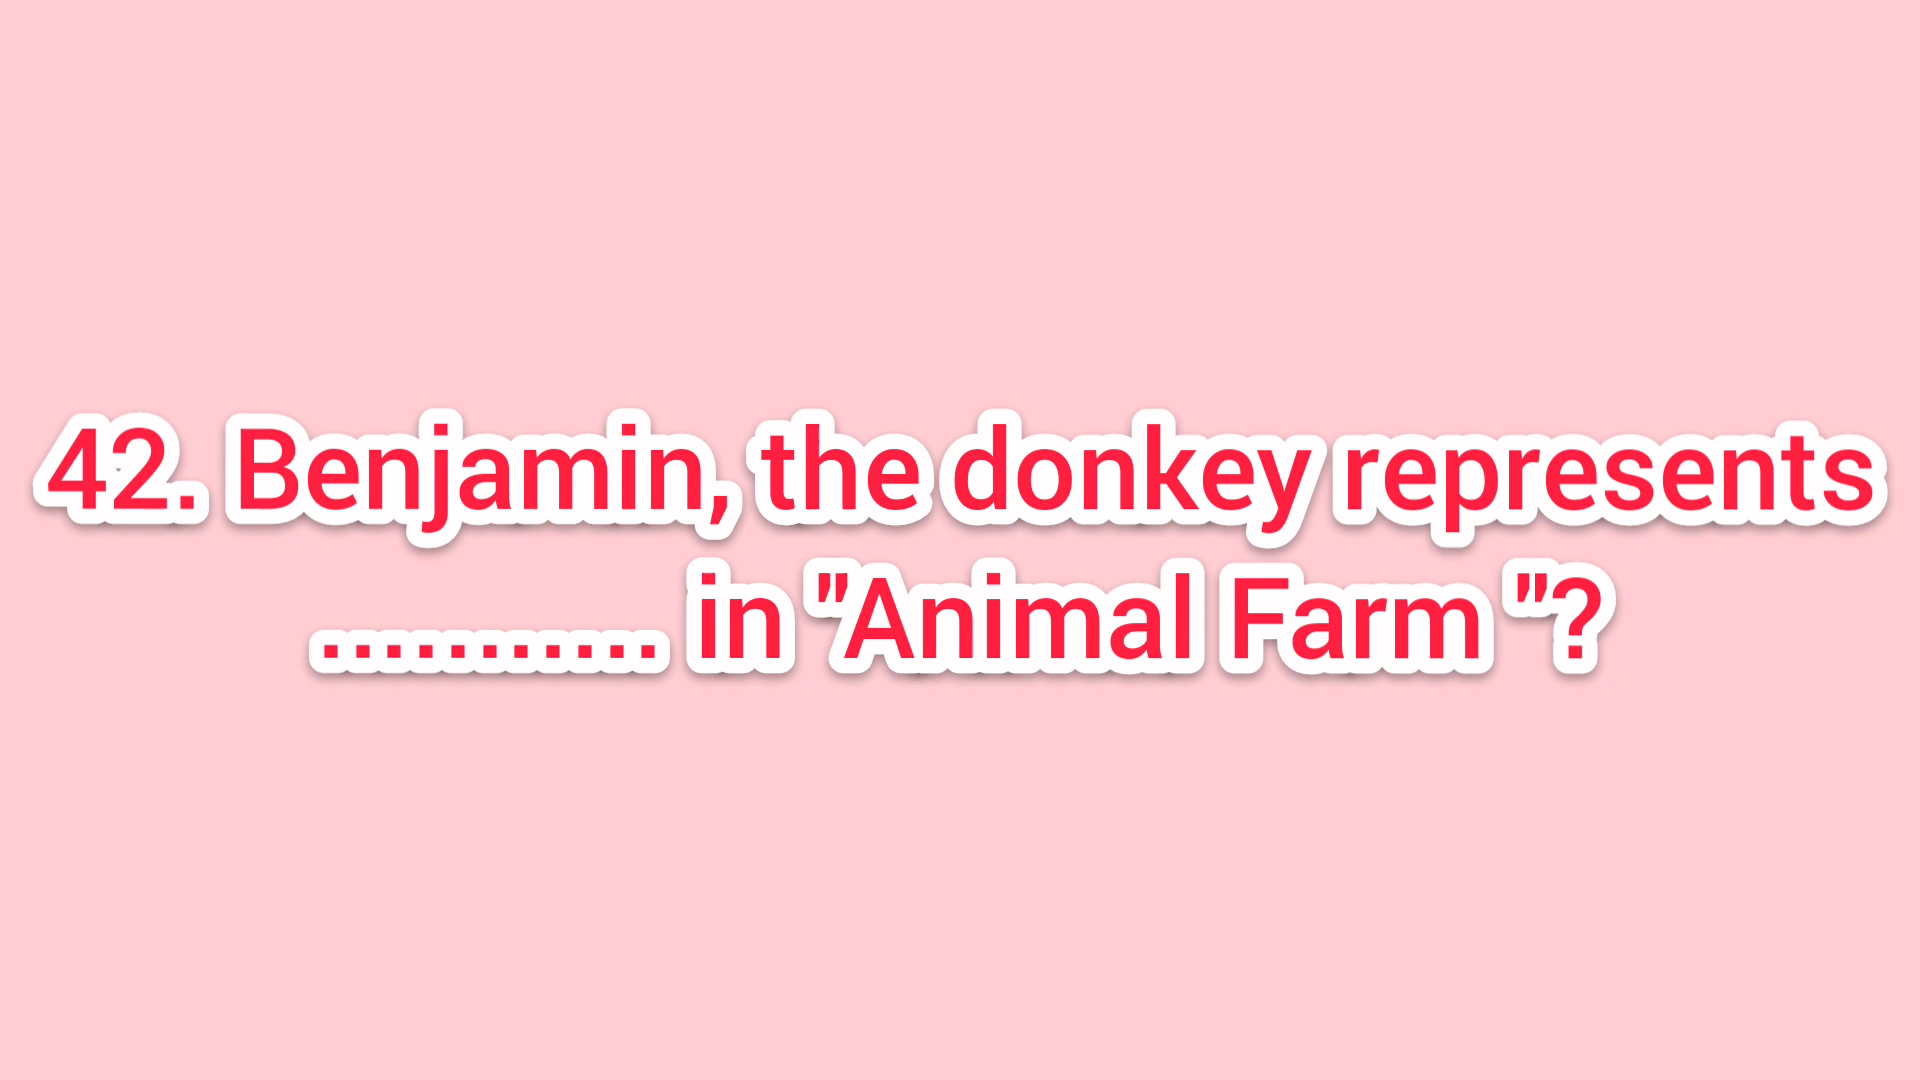 42. Benjamin, the donkey represents
........... in "Animal Farm "?